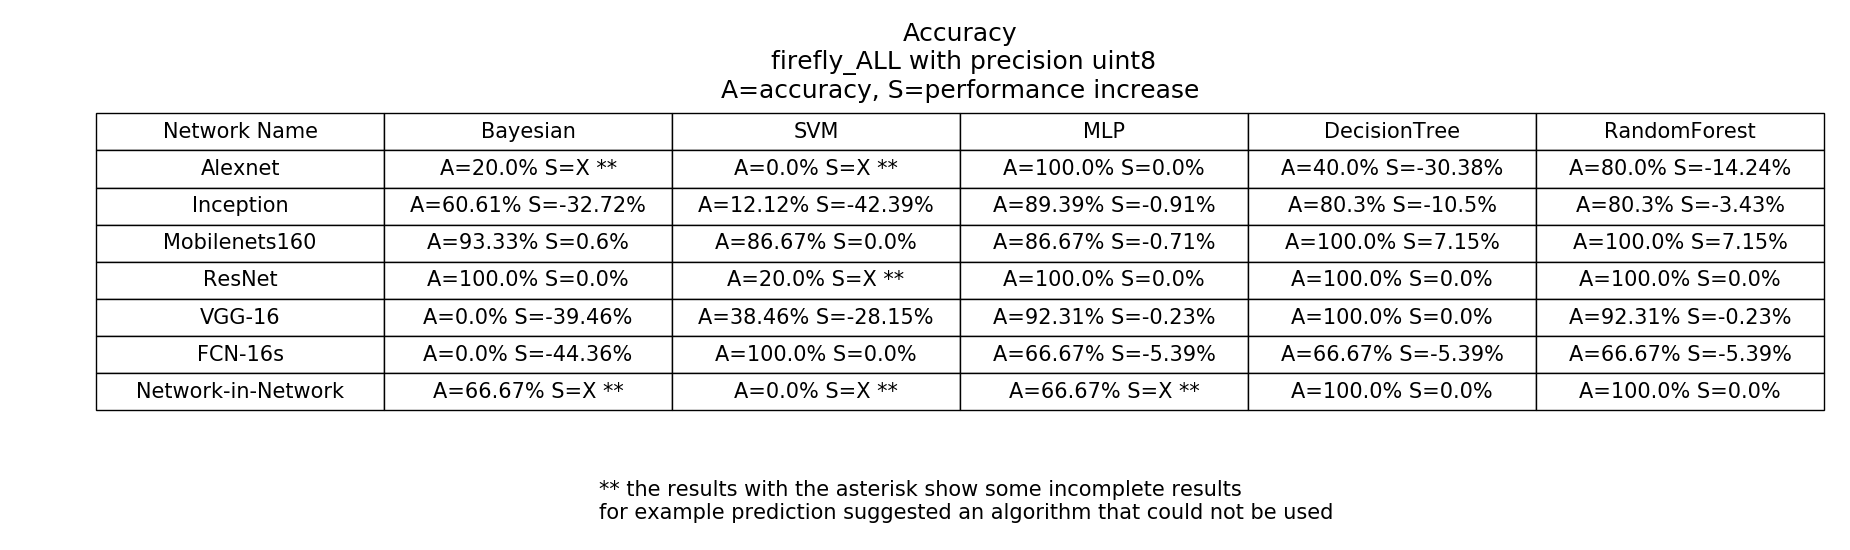 Accuracy
firefly_ALL with precision uint8
A=accuracy, S=performance increase
Network Name Bayesian SVM MLP DecisionTree RandomForest
Alexnet A=20.0% S=X ** A=0.0% S=X ** A=100.0% S=0.0% A=40.0% S=-30.38% A=80.0% S=-14.24%
Inception A=60.61% S=-32.72% A=12.12% S=-42.39% A=89.39% S=-0.91% A=80.3% S=-10.5% A=80.3% S=-3.43%
Mobilenets160 A=93.33% S=0.6% A=86.67% S=0.0% A=86.67% S=-0.71% A=100.0% S=7.15% A=100.0% S=7.15%
ResNet A=100.0% S=0.0% A=20.0% S=X ** A=100.0% S=0.0% A=100.0% S=0.0% A=100.0% S=0.0%
VGG-16 A=0.0% S=-39.46% A=38.46% S=-28.15% A=92.31% S=-0.23% A=100.0% S=0.0% A=92.31% S=-0.23%
FCN-16s A=0.0% S=-44.36% A=100.0% S=0.0% A=66.67% S=-5.39% A=66.67% S=-5.39% A=66.67% S=-5.39%
Network-in-Network A=66.67% S=X ** A=0.0% S=X ** A=66.67% S=X ** A=100.0% S=0.0% A=100.0% S=0.0%
** the results with the asterisk show some incomplete results
for example prediction suggested an algorithm that could not be used